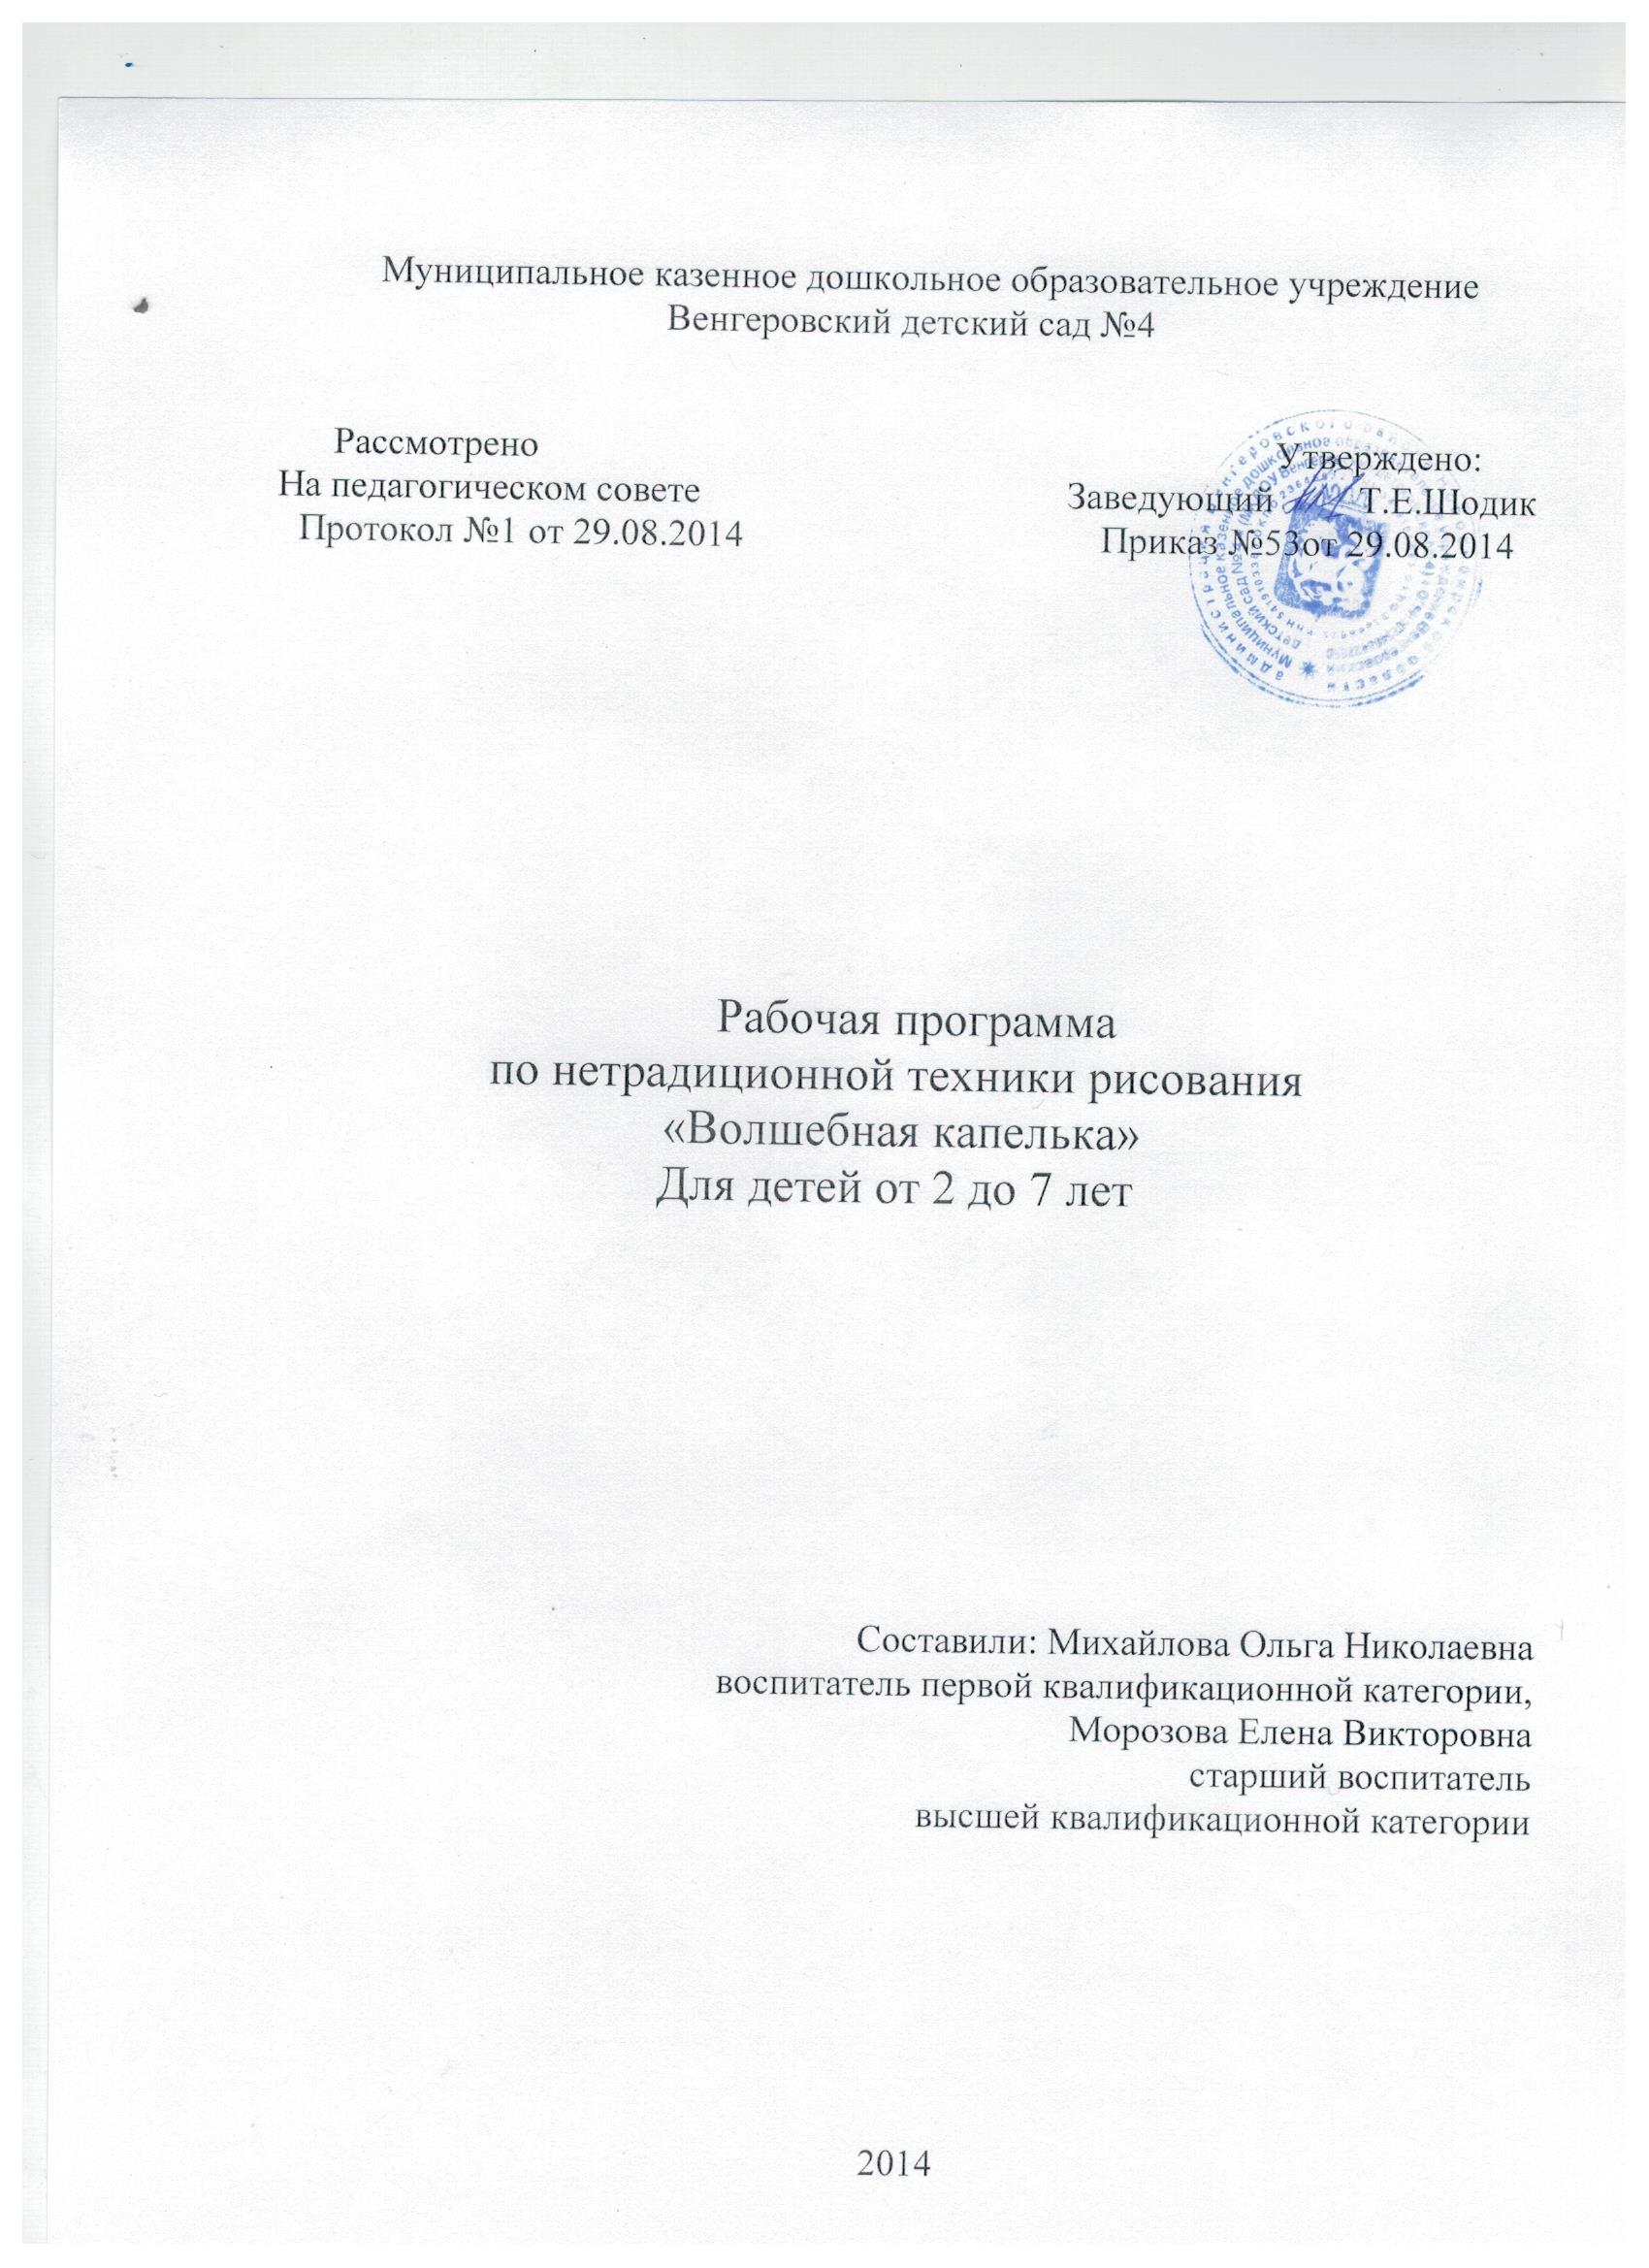 Муниципальное казенное дошкольное образовательное учреждение
Венгеровский детский сад №4
Рассмотрено
На педагогическом совете
Протокол №1 от 29.08.2014
Утверждено:
Заведующий Т.Е.Шодик
Приказ №53от 29.08.2014
Рабочая программа
по нетрадиционной техники рисования
«Волшебная капелька»
Для детей от 2 до 7 лет
Составили: Михайлова Ольга Николаевна
воспитатель первой квалификационной категории,
Морозова Елена Викторовна
старший воспитатель
высшей квалификационной категории
2014